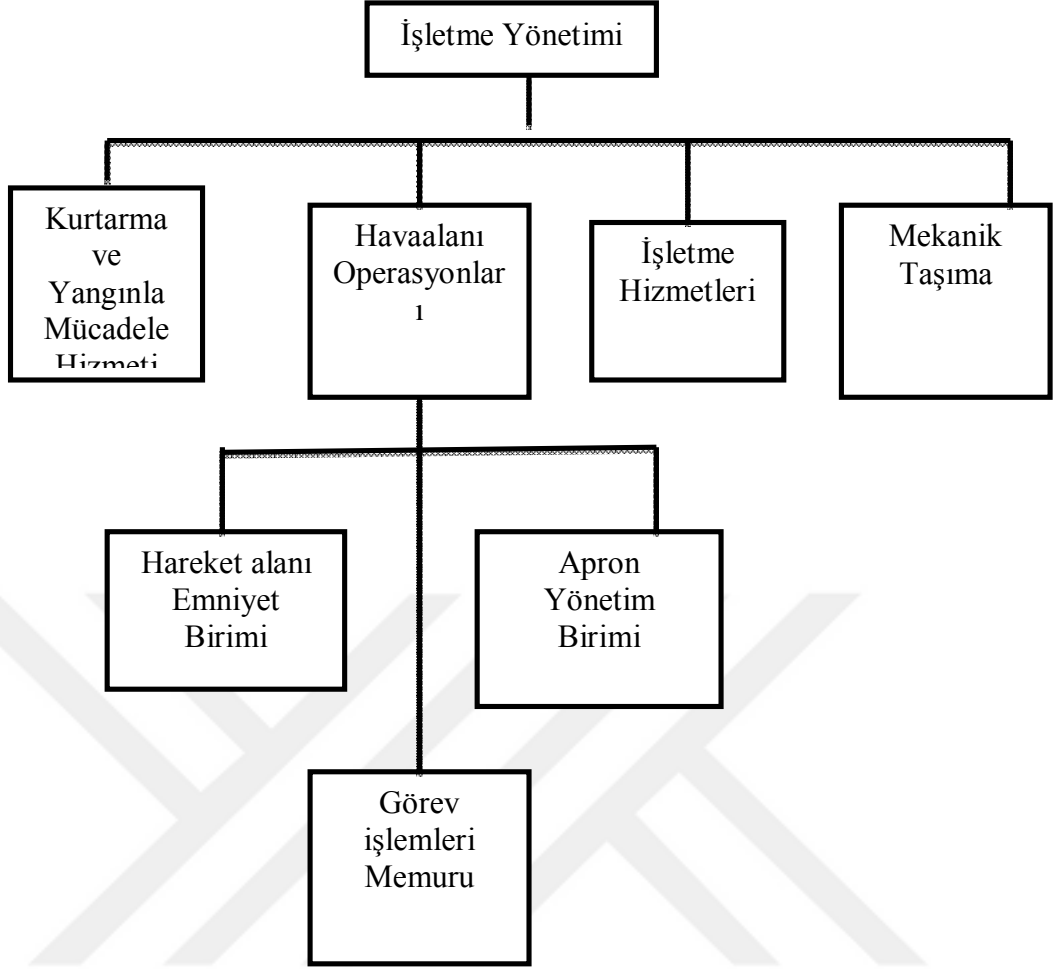 İşletme Yönetimi
Kurtarma
ve
Yangınla
Mücadele
Hizmeti
Havaalanı
Operasyonlar
ı
İşletme
Hizmetleri
Mekanik
Taşıma
Hareket alanı
Emniyet
Birimi
Apron
Yönetim
Birimi
Görev
işlemleri
Memuru